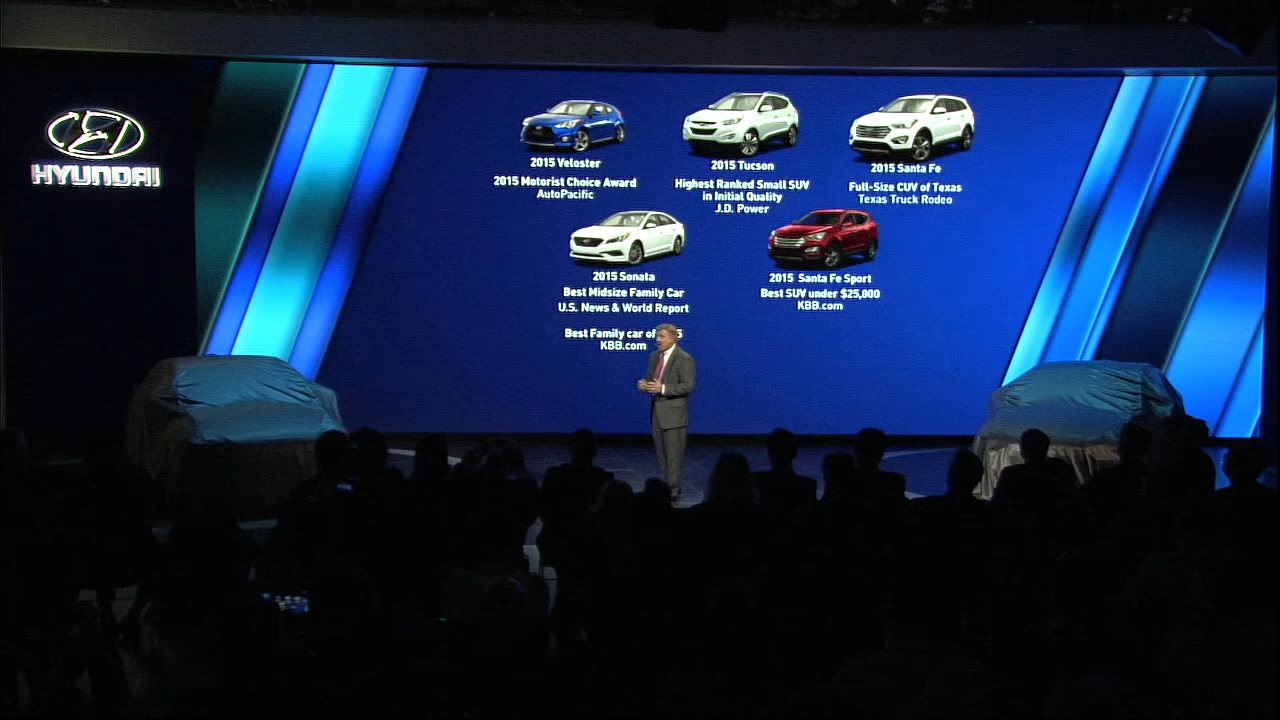 HYUNDAI
2015 Veloster
2015 Motorist Choice Award
AutoPacific
2015 Tucson
Highest Ranked Small SUV
in Initial Quality
J.D. Power
2015 Santa Fe
Full-Size CUV of Texas
Texas Truck Rodeo
2015 Sonata
Best Midsize Family Car
U.S. News & World Report
Best Family car of
KBB.com
2015 Santa Fe Sport
Best SUV under $25,000
KBB.com